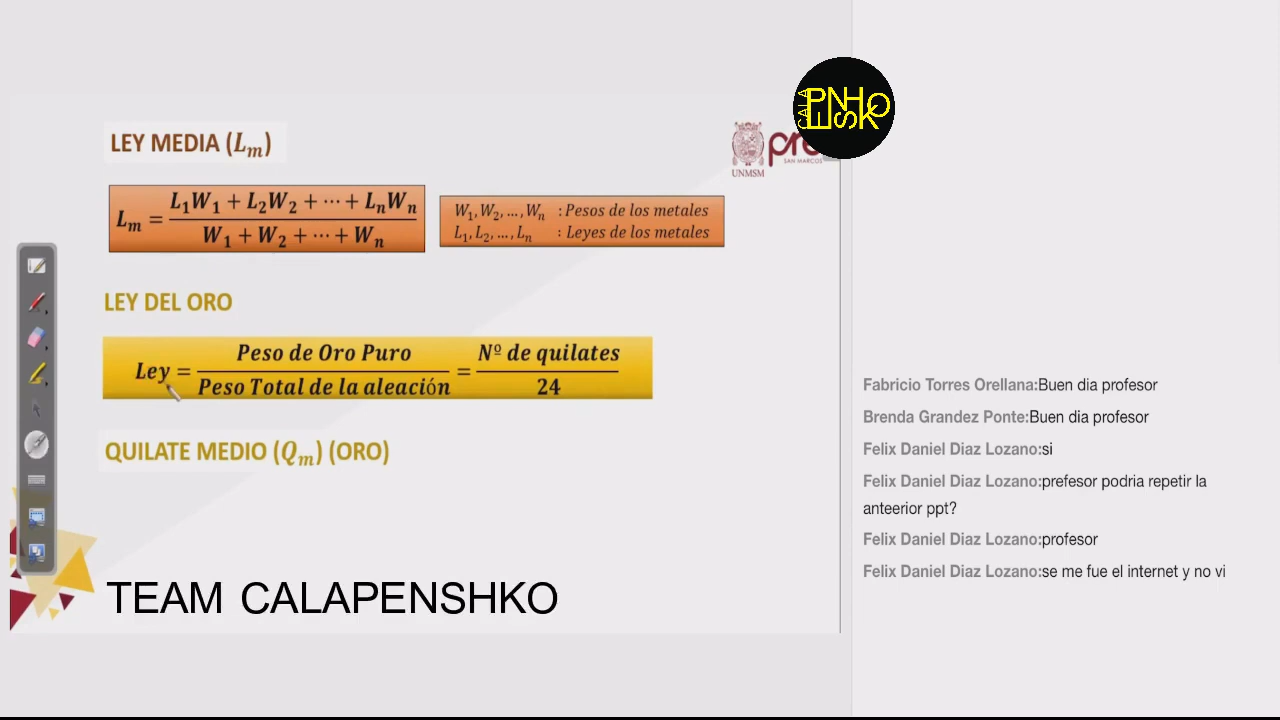 LEY MEDIA (Lₘ)
Lₘ = (L₁W₁ + L₂W₂ + ⋯ + LₙWₙ) / (W₁ + W₂ + ⋯ + Wₙ)
W₁, W₂, …, Wₙ : Pesos de los metales
L₁, L₂, …, Lₙ : Leyes de los metales
UNMSM
SAN MARCOS
CALA
PENSHKO
LEY DEL ORO
Ley = Peso de Oro Puro / Peso Total de la aleación = Nº de quilates / 24
QUILATE MEDIO (Qₘ) (ORO)
TEAM CALAPENSHKO
Fabricio Torres Orellana:Buen dia profesor
Brenda Grandez Ponte:Buen dia profesor
Felix Daniel Diaz Lozano:si
Felix Daniel Diaz Lozano:prefesor podria repetir la
anteerior ppt?
Felix Daniel Diaz Lozano:profesor
Felix Daniel Diaz Lozano:se me fue el internet y no vi